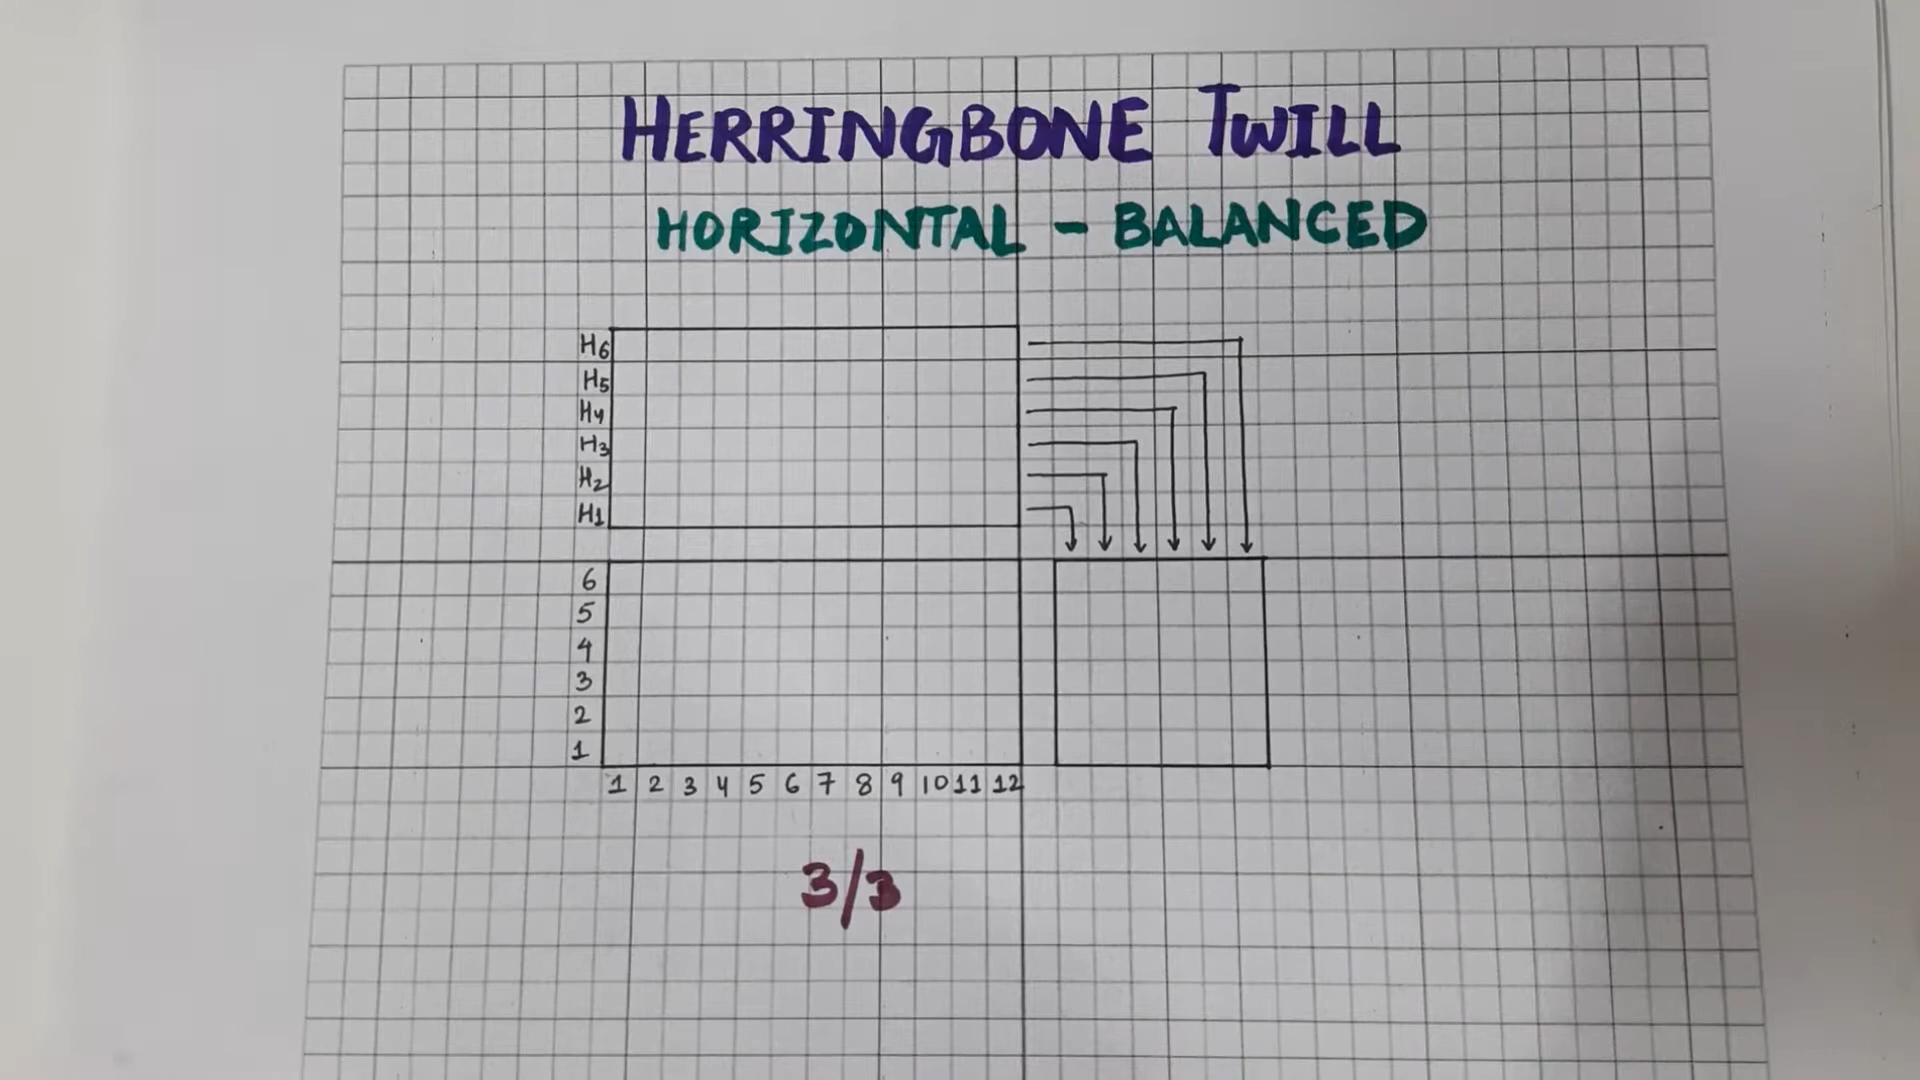 HERRINGBONE TWILL
HORIZONTAL - BALANCED
H6
H5
H4
H3
H2
H1
6
5
4
3
2
1
1 2 3 4 5 6 7 8 9 10 11 12
3/3